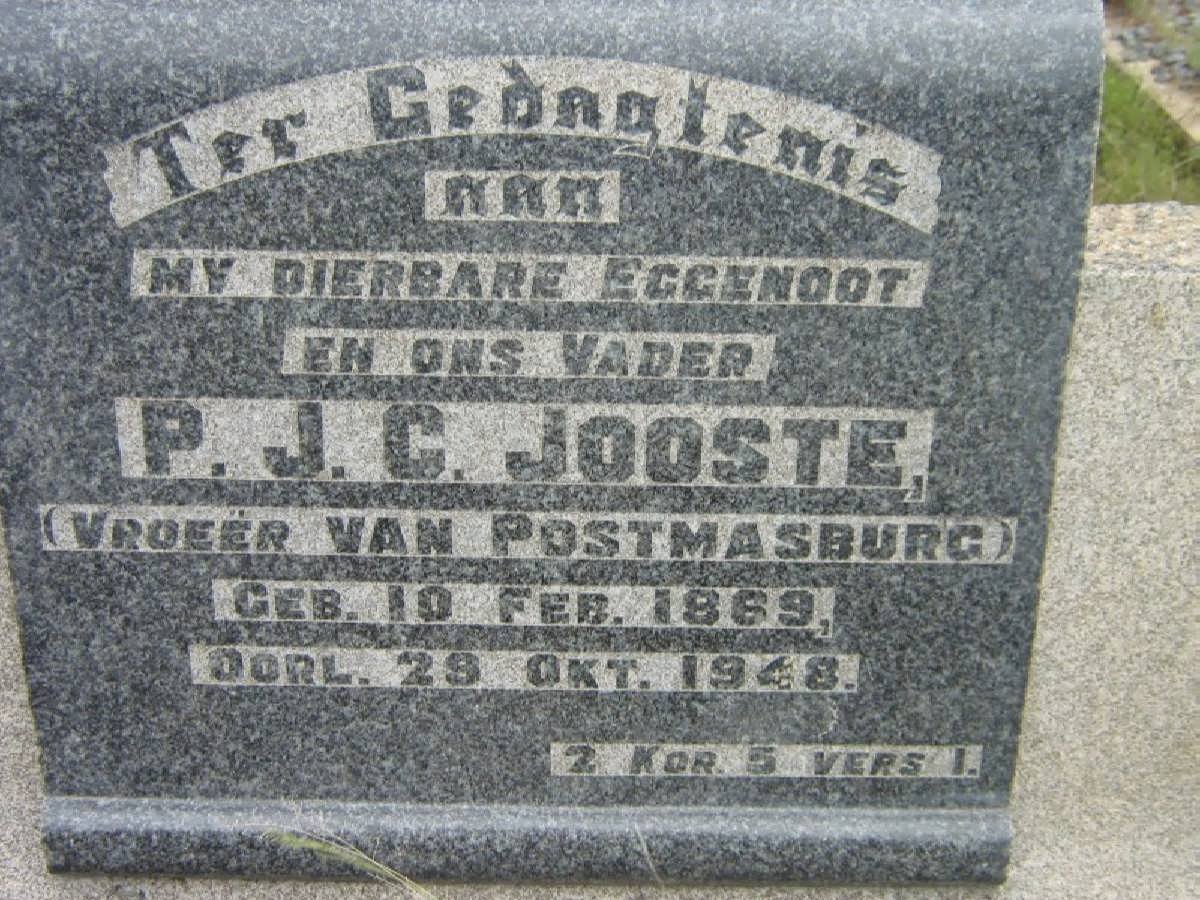 Ter Gedagtenis
aan
MY DIERBARE EGGENOOT
EN ONS VADER
P. J. C. JOOSTE,
(VROEËR VAN POSTMASBURG)
GEB. 10 FEB. 1869,
OORL. 29 OKT. 1948.
2 KOR. 5 VERS 1.